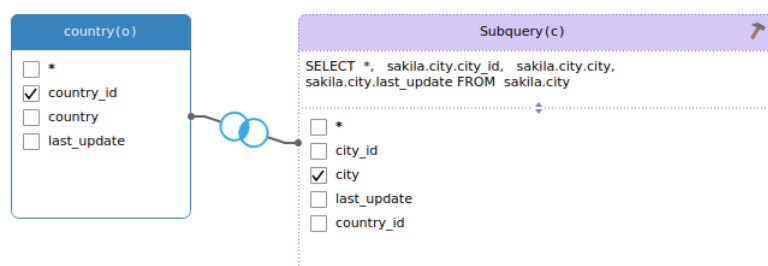 country(o)
*
country_id
country
last_update
Subquery(c)
SELECT *, sakila.city.city_id, sakila.city.city,
sakila.city.last_update FROM sakila.city
*
city_id
city
last_update
country_id